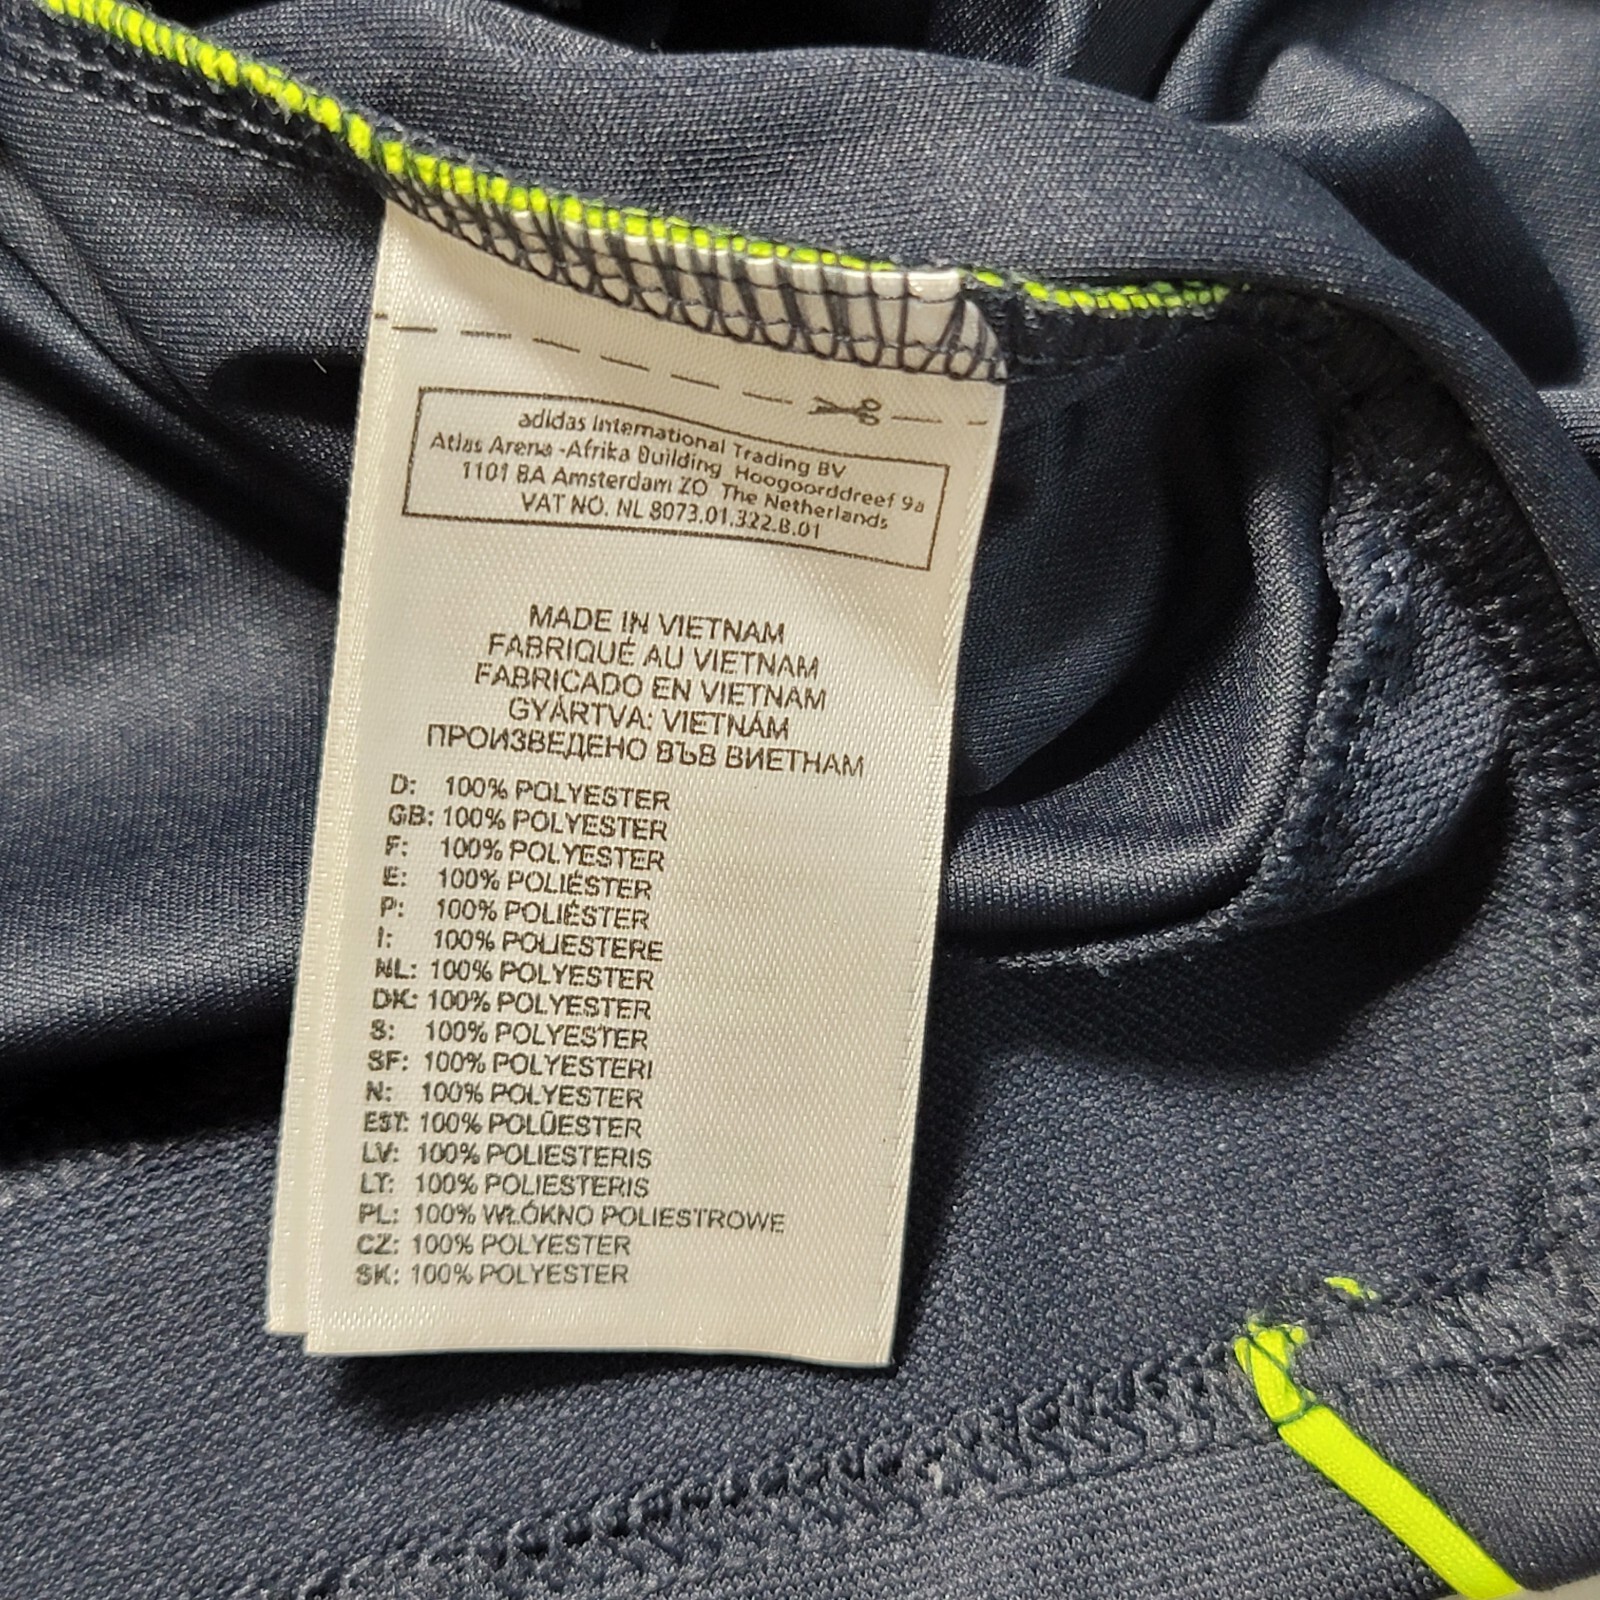 adidas International Trading BV
Atlas Arena -Afrika Building Hoogoorddreef 9a
1101 BA Amsterdam ZO The Netherlands
VAT NO. NL 8073.01.322.B.01
MADE IN VIETNAM
FABRIQUÉ AU VIETNAM
FABRICADO EN VIETNAM
GYÁRTVA: VIETNÁM
ПРОИЗВЕДЕНО ВЪВ ВИЕТНАМ
D: 100% POLYESTER
GB: 100% POLYESTER
F: 100% POLYESTER
E: 100% POLIÉSTER
P: 100% POLIÉSTER
I: 100% POLIESTERE
NL: 100% POLYESTER
DK: 100% POLYESTER
S: 100% POLYESTER
SF: 100% POLYESTERI
N: 100% POLYESTER
EST: 100% POLÜESTER
LV: 100% POLIESTERIS
LT: 100% POLIESTERIS
PL: 100% WŁÓKNO POLIESTROWE
CZ: 100% POLYESTER
SK: 100% POLYESTER